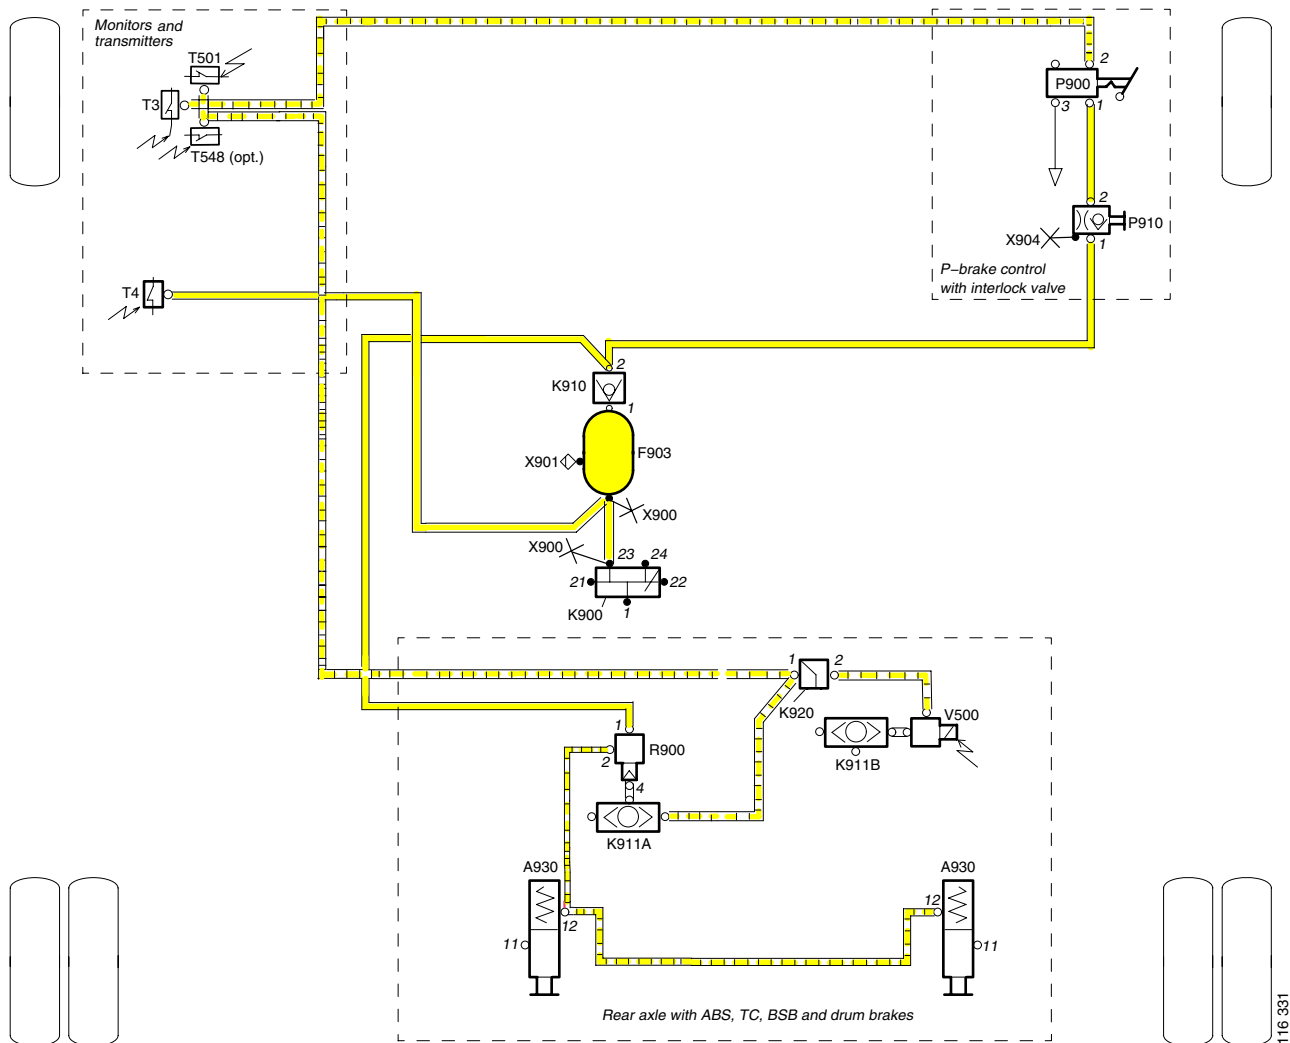 Monitors and
transmitters
T501
T3
T548 (opt.)
T4
2
P900
3
1
2
P910
X904
1
P−brake control
with interlock valve
2
K910
1
X901
F903
X900
X900
23
24
21
22
K900
1
1
2
K920
V500
K911B
1
R900
2
4
K911A
A930
12
11
A930
12
11
Rear axle with ABS, TC, BSB and drum brakes
116 331